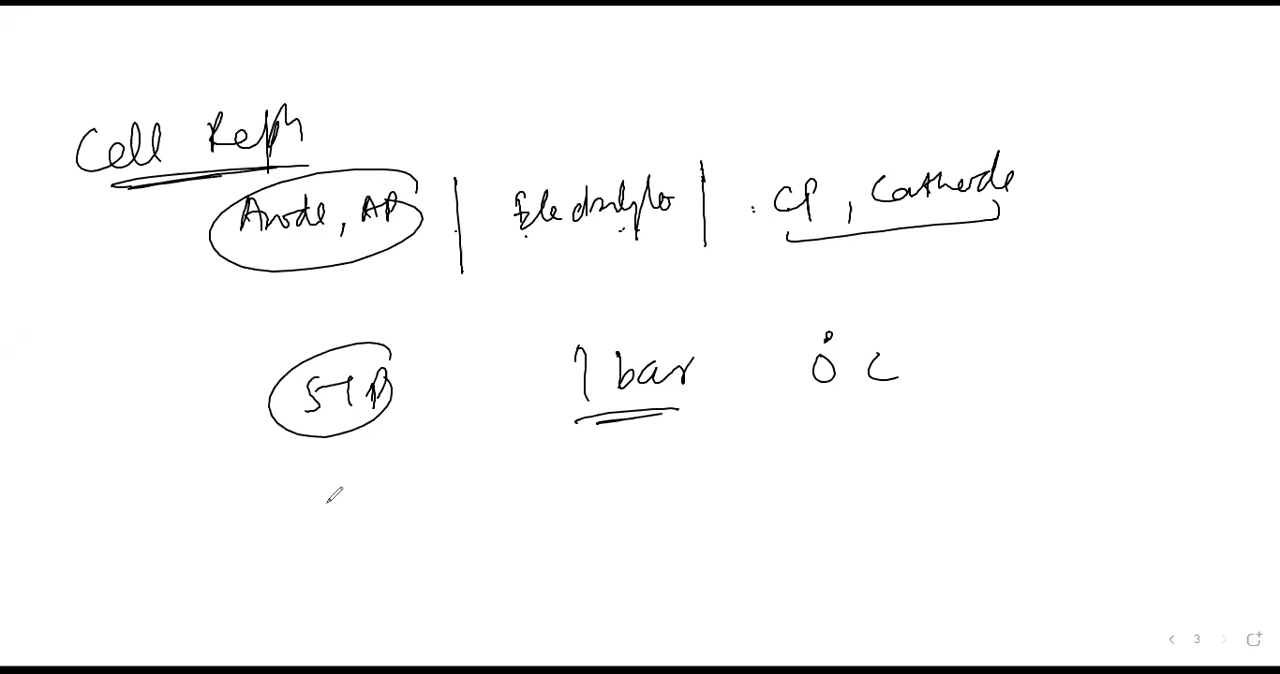 Cell Repn
Anode, AP | Electrolyte | CP, Cathode
STP 1 bar 0°C
3